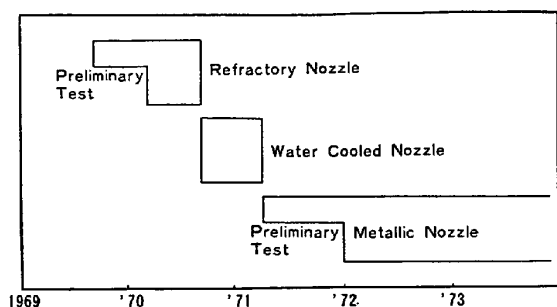 Refractory Nozzle
Preliminary
Test
Water Cooled Nozzle
Preliminary
Test
Metallic Nozzle
1969 '70 '71 '72 '73